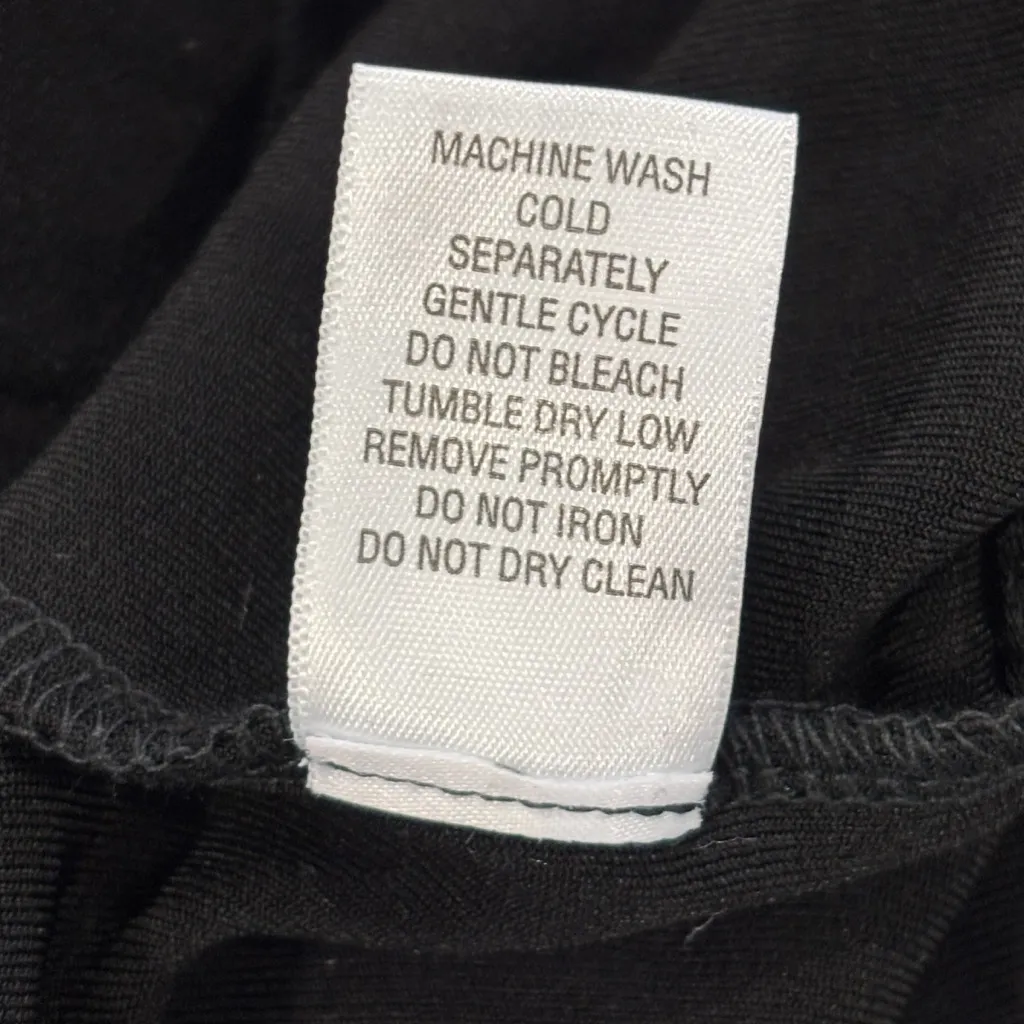 MACHINE WASH
COLD
SEPARATELY
GENTLE CYCLE
DO NOT BLEACH
TUMBLE DRY LOW
REMOVE PROMPTLY
DO NOT IRON
DO NOT DRY CLEAN